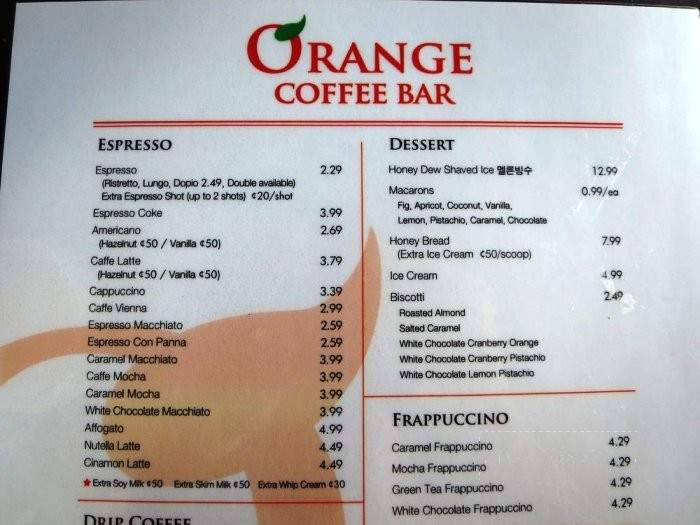 ORANGE
COFFEE BAR
ESPRESSO
Espresso 2.29
(Ristretto, Lungo, Dopio 2.49, Double available)
Extra Espresso Shot (up to 2 shots) ¢20/shot
Espresso Coke 3.99
Americano 2.69
(Hazelnut ¢50 / Vanilla ¢50)
Caffe Latte 3.79
(Hazelnut ¢50 / Vanilla ¢50)
Cappuccino 3.39
Caffe Vienna 2.99
Espresso Macchiato 2.59
Espresso Con Panna 2.59
Caramel Macchiato 3.99
Caffe Mocha 3.99
Caramel Mocha 3.99
White Chocolate Macchiato 3.99
Affogato 4.99
Nutella Latte 4.49
Cinamon Latte 4.49
★ Extra Soy Milk ¢50 Extra Skim Milk ¢50 Extra Whip Cream ¢30
DRIP COFFEE
DESSERT
Honey Dew Shaved Ice 멜론빙수 12.99
Macarons 0.99/ea
Fig, Apricot, Coconut, Vanilla,
Lemon, Pistachio, Caramel, Chocolate
Honey Bread 7.99
(Extra Ice Cream ¢50/scoop)
Ice Cream 4.99
Biscotti 2.49
Roasted Almond
Salted Caramel
White Chocolate Cranberry Orange
White Chocolate Cranberry Pistachio
White Chocolate Lemon Pistachio
FRAPPUCCINO
Caramel Frappuccino 4.29
Mocha Frappuccino 4.29
Green Tea Frappuccino 4.29
White Chocolate Frappuccino 4.29